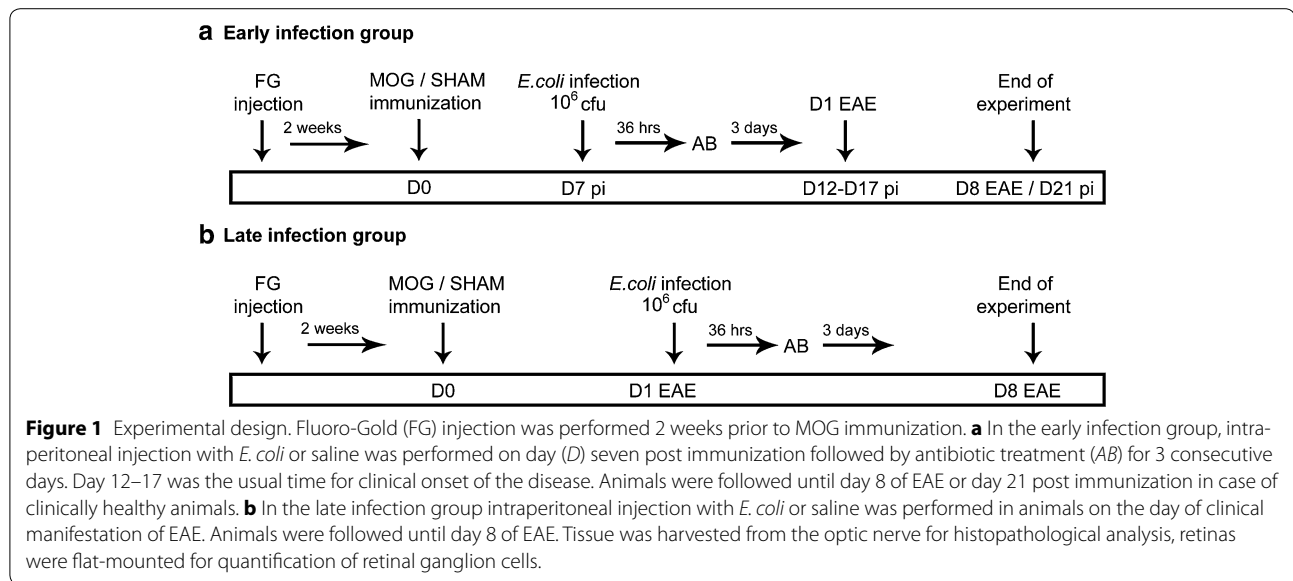 a Early infection group
FG
injection
2 weeks
MOG / SHAM
immunization
E.coli infection
10⁶ cfu
36 hrs
AB
3 days
D1 EAE
End of
experiment
D0
D7 pi
D12-D17 pi
D8 EAE / D21 pi
b Late infection group
FG
injection
2 weeks
MOG / SHAM
immunization
E.coli infection
10⁶ cfu
36 hrs
AB
3 days
End of
experiment
D0
D1 EAE
D8 EAE
Figure 1 Experimental design. Fluoro-Gold (FG) injection was performed 2 weeks prior to MOG immunization. a In the early infection group, intra-
peritoneal injection with E. coli or saline was performed on day (D) seven post immunization followed by antibiotic treatment (AB) for 3 consecutive
days. Day 12–17 was the usual time for clinical onset of the disease. Animals were followed until day 8 of EAE or day 21 post immunization in case of
clinically healthy animals. b In the late infection group intraperitoneal injection with E. coli or saline was performed in animals on the day of clinical
manifestation of EAE. Animals were followed until day 8 of EAE. Tissue was harvested from the optic nerve for histopathological analysis, retinas
were flat-mounted for quantification of retinal ganglion cells.